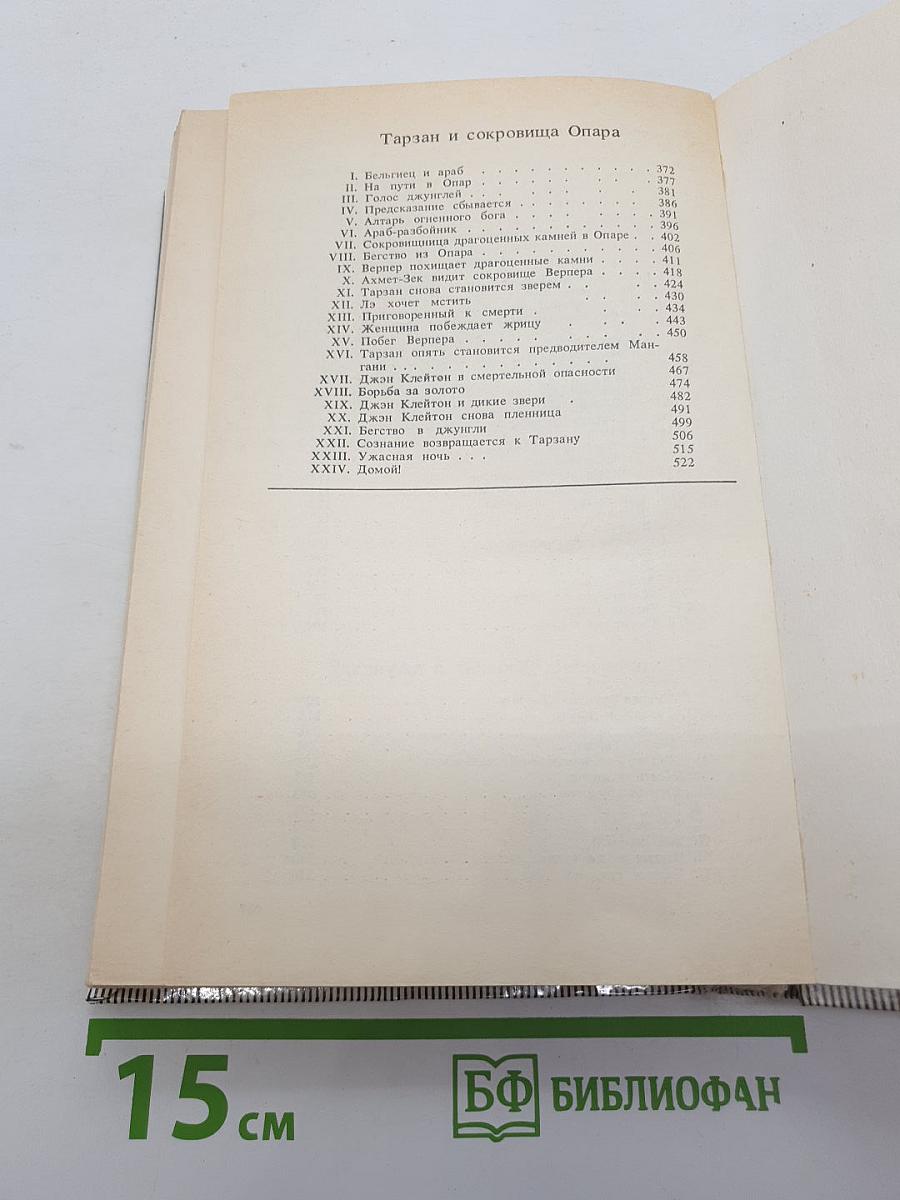 Тарзан и сокровища Опара
I. Бельгиец и араб . . . . . . . . . . . 372
II. На пути в Опар . . . . . . . . . . 377
III. Голос джунглей . . . . . . . 381
IV. Предсказание сбывается . . . . . . . . 386
V. Алтарь огненного бога . . . . . . . . . 391
VI. Араб-разбойник . . . . . . . . . . . . 396
VII. Сокровищница драгоценных камней в Опаре . . 402
VIII. Бегство из Опара . . . . . . . . . . . 406
IX. Верпер похищает драгоценные камни . . . . 411
X. Ахмет-Зек видит сокровище Верпера . . . . 418
XI. Тарзан снова становится зверем . . . . 424
XII. Лэ хочет мстить . . . . 430
XIII. Приговоренный к смерти . . . . 434
XIV. Женщина побеждает жрицу . . . . 443
XV. Побег Верпера . . . . . . . . . . 450
XVI. Тарзан опять становится предводителем Ман-
гани . . . . . . . . . . . . . 458
XVII. Джэн Клейтон в смертельной опасности 467
XVIII. Борьба за золото 474
XIX. Джэн Клейтон и дикие звери . 482
XX. Джэн Клейтон снова пленница 491
XXI. Бегство в джунгли 499
XXII. Сознание возвращается к Тарзану 506
XXIII. Ужасная ночь . . . 515
XXIV. Домой! 522
15 см
БФ БИБЛИОФАН